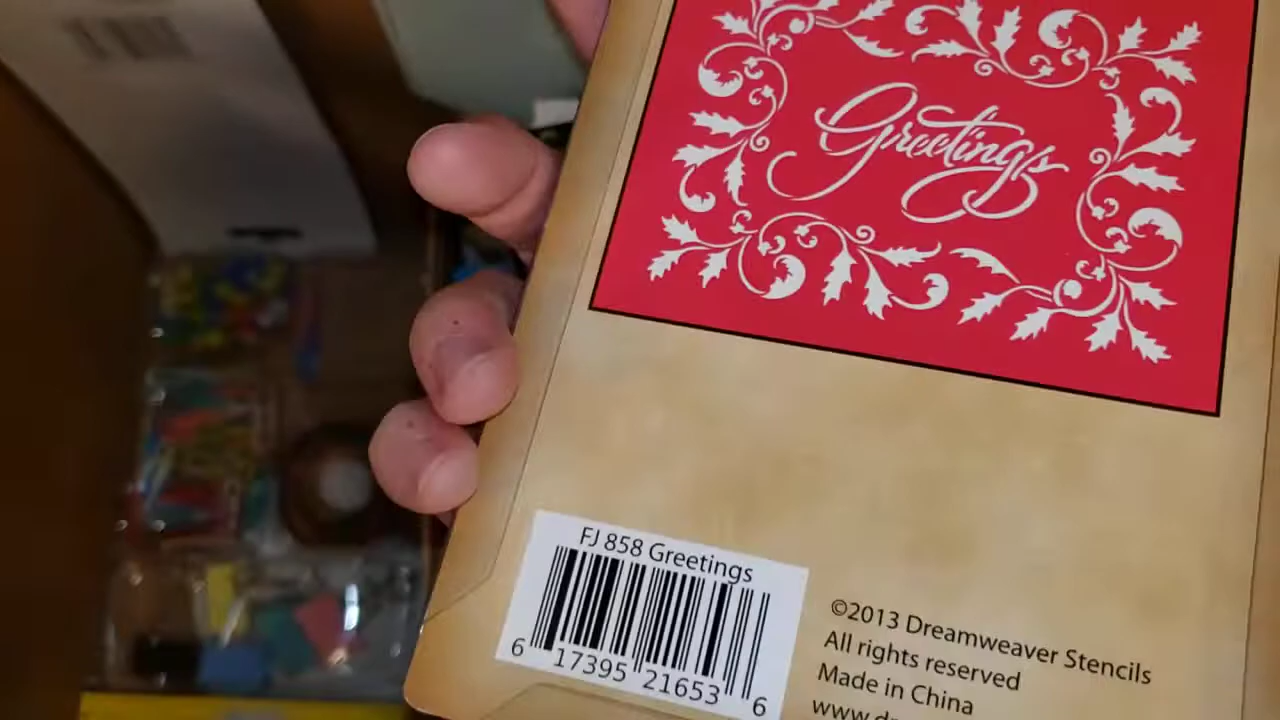 Greetings
FJ 858 Greetings
6 17395 21653 6
©2013 Dreamweaver Stencils
All rights reserved
Made in China